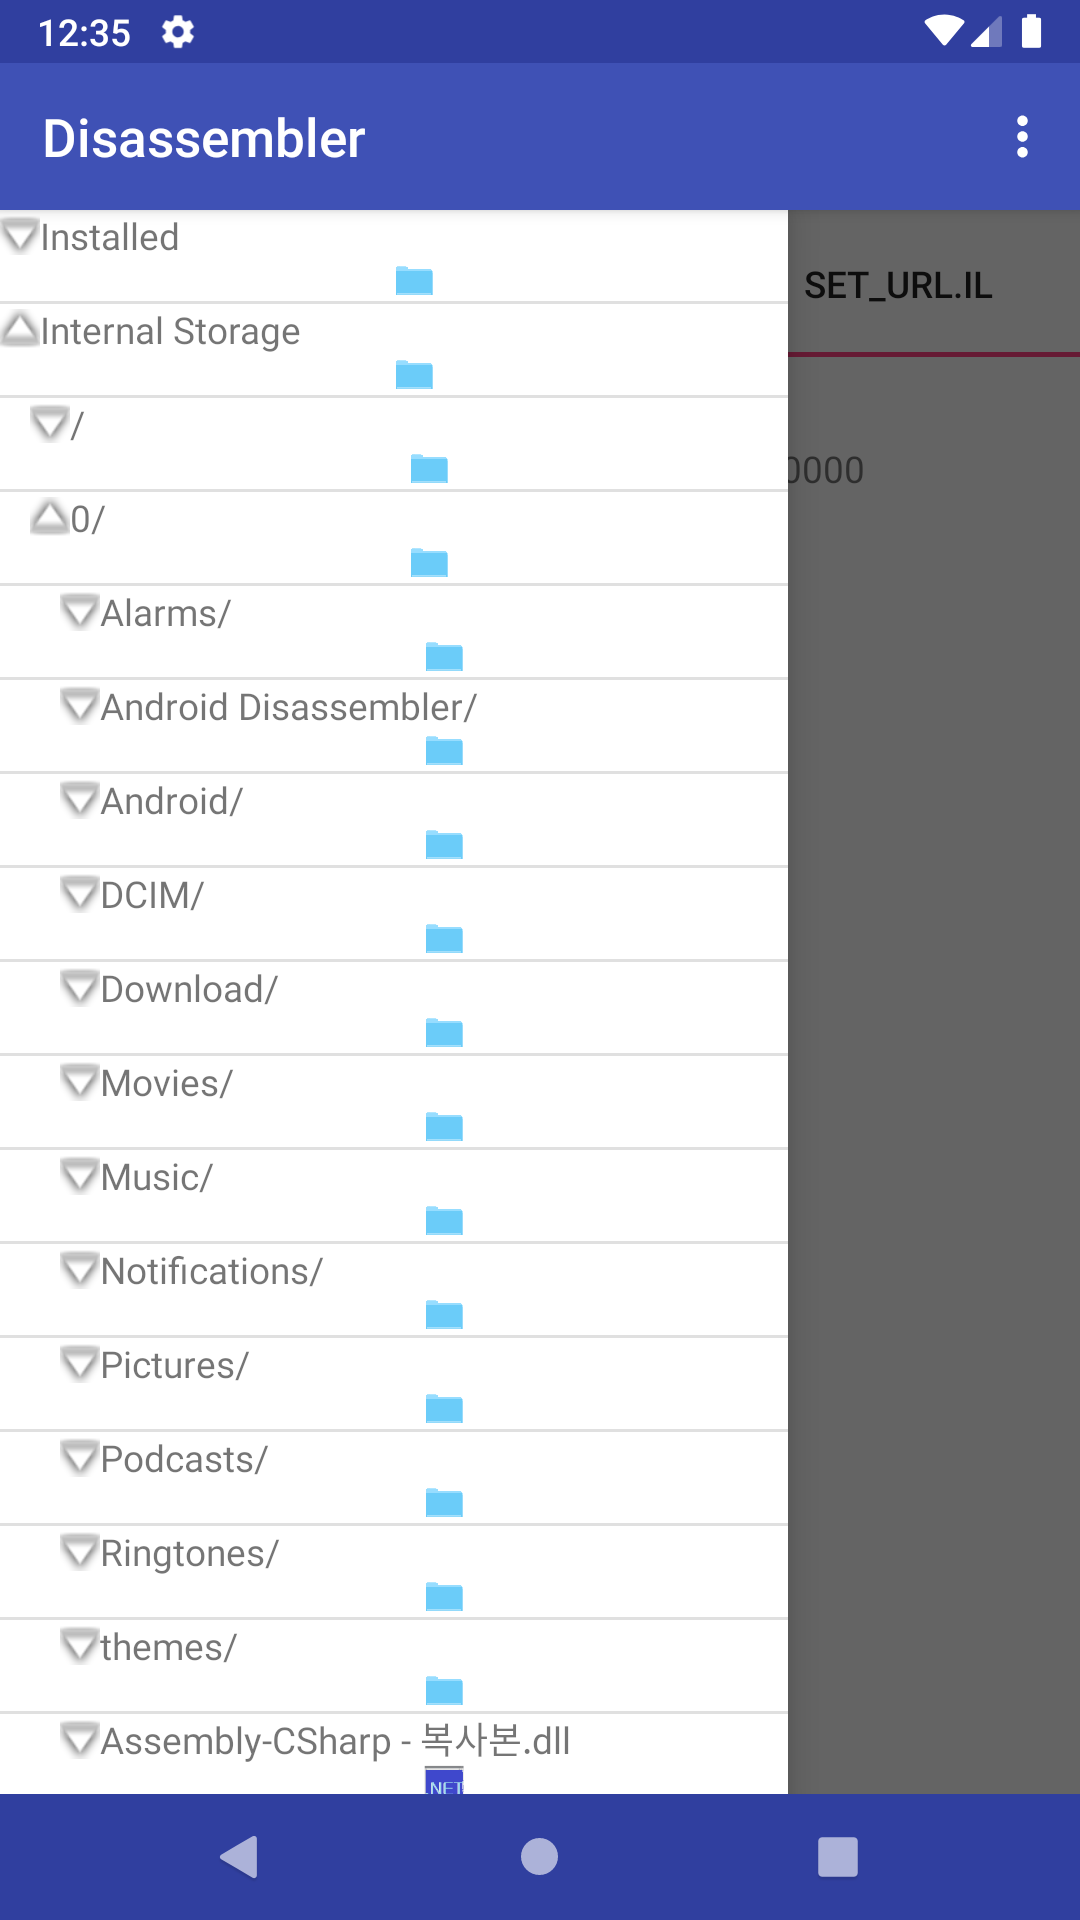 12:35
Disassembler
Installed
SET_URL.IL
Internal Storage
/
0000
0/
Alarms/
Android Disassembler/
Android/
DCIM/
Download/
Movies/
Music/
Notifications/
Pictures/
Podcasts/
Ringtones/
themes/
Assembly-CSharp - 복사본.dll
NET